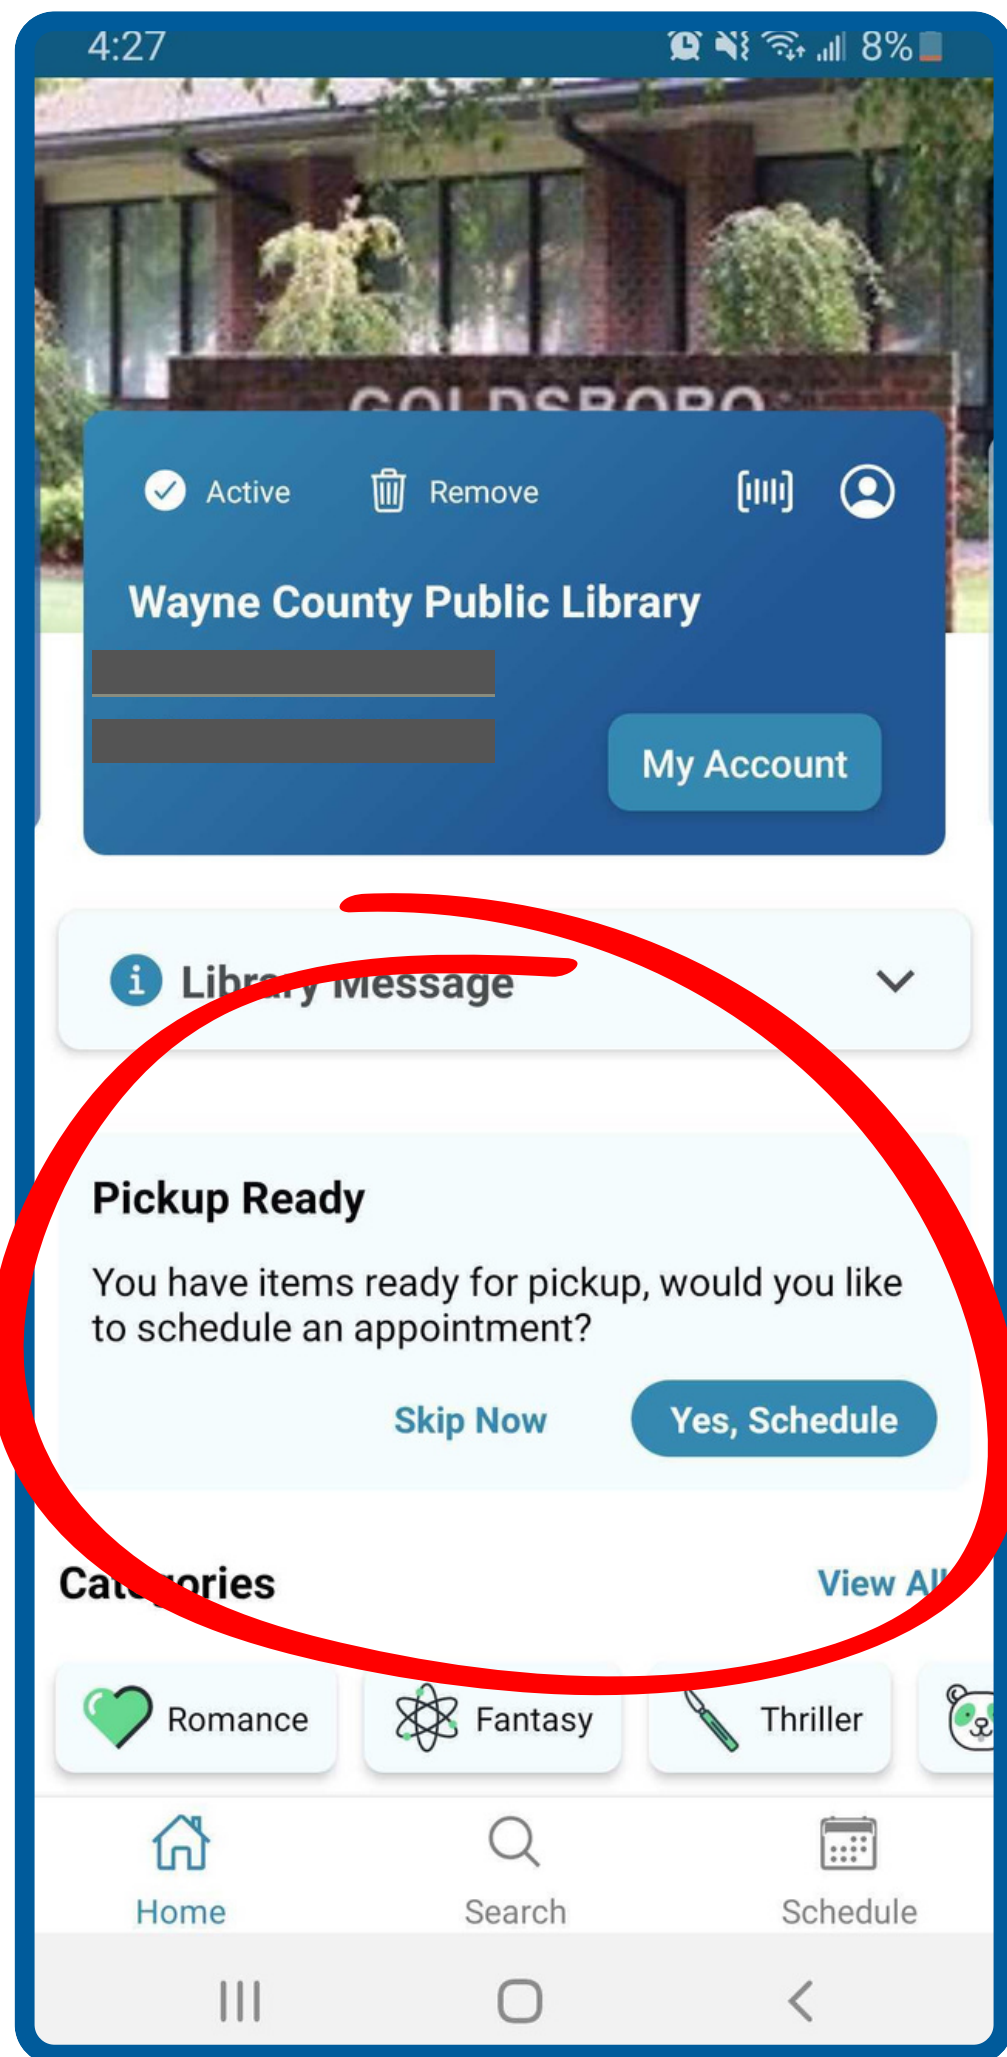 4:27
8%
GOLDSBORO
Active
Remove
Wayne County Public Library
My Account
Library Message
Pickup Ready
You have items ready for pickup, would you like
to schedule an appointment?
Skip Now
Yes, Schedule
Categories
View All
Romance
Fantasy
Thriller
Home
Search
Schedule